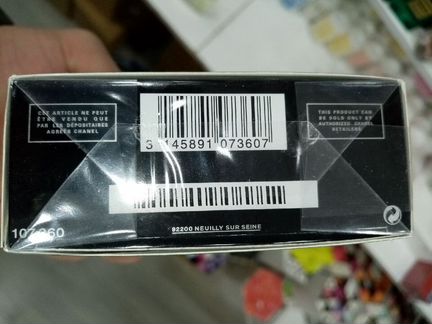 CET ARTICLE NE PEUT
ÊTRE VENDU QUE
PAR LES DÉPOSITAIRES
AGRÉÉS CHANEL
3 145891 073607
THIS PRODUCT CAN
BE SOLD ONLY BY
AUTHORIZED CHANEL
RETAILERS
107360
92200 NEUILLY SUR SEINE